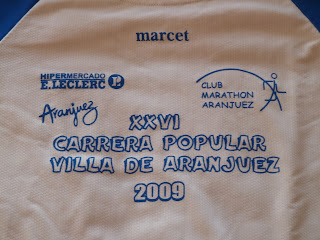 marcet
HIPERMERCADO
E.LECLERC
Aranjuez
CLUB
MARATHON
ARANJUEZ
XXVI
CARRERA POPULAR
VILLA DE ARANJUEZ
2009